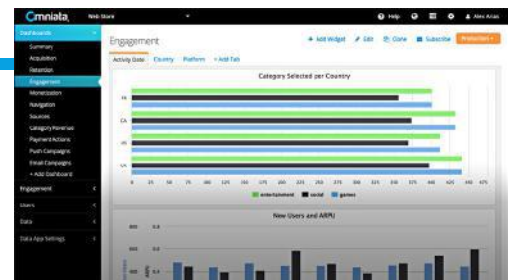 Omniata
Web Store
Help
Alex Arias
Dashboards
Summary
Acquisition
Retention
Engagement
Monetization
Navigation
Sources
Category Revenue
Payment Actions
Push Campaigns
Email Campaigns
+ Add Dashboard
Engagement
Users
Data
Data App Settings
Engagement
+ Add Widget
Edit
Clone
Subscribe
Production
Activity Date Country Platform + Add Tab
Category Selected per Country
CA
0 25 50 75 100 125 150 175 200 225 250 275 300 325 350 375 400 425 450 475
entertainment social games
New Users and ARPU
ARPU